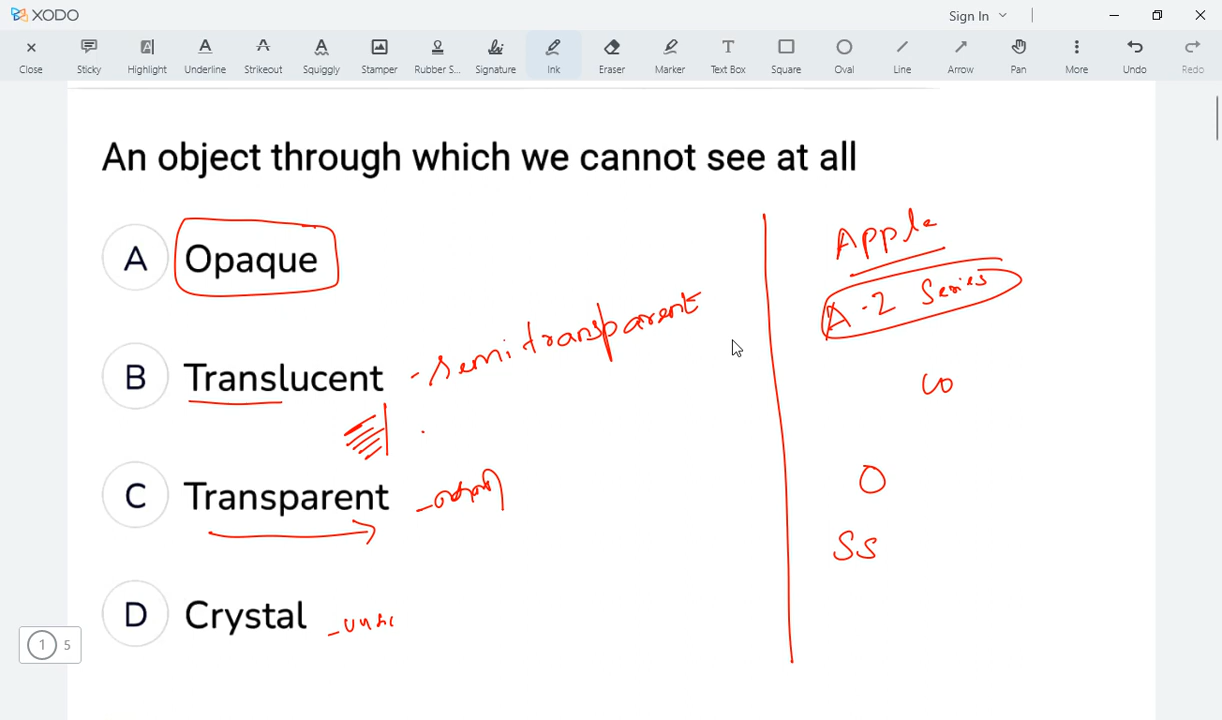 XODO
Sign In
Close Sticky Highlight Underline Strikeout Squiggly Stamper Rubber S... Signature Ink Eraser Marker Text Box Square Oval Line Arrow Pan More Undo Redo
An object through which we cannot see at all
A Opaque
B Translucent - semi transparent
C Transparent
D Crystal
1 5
Apple
A-2 Series
O
SS